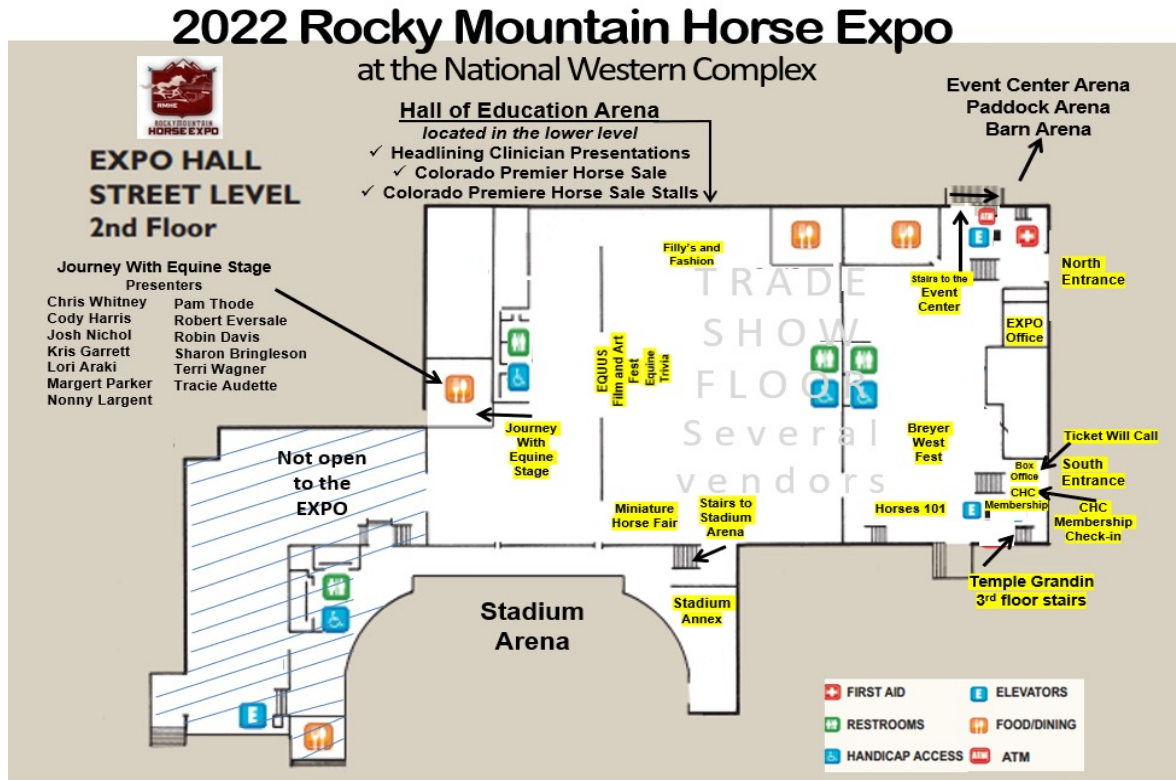 2022 Rocky Mountain Horse Expo
at the National Western Complex
RMHE
ROCKY MOUNTAIN
HORSE EXPO
EXPO HALL
STREET LEVEL
2nd Floor
Hall of Education Arena
located in the lower level
✓ Headlining Clinician Presentations
✓ Colorado Premier Horse Sale
✓ Colorado Premiere Horse Sale Stalls
Event Center Arena
Paddock Arena
Barn Arena
Journey With Equine Stage
Presenters
Chris Whitney
Cody Harris
Josh Nichol
Kris Garrett
Lori Araki
Margert Parker
Nonny Largent
Pam Thode
Robert Eversale
Robin Davis
Sharon Bringleson
Terri Wagner
Tracie Audette
Filly's and
Fashion
TRADE
SHOW
FLOOR
Several
vendors
EQUUS
Film and Art
Fest
Equine
Trivia
ATM
E
Stairs to the
Event
Center
North
Entrance
EXPO
Office
Journey
With
Equine
Stage
Breyer
West
Fest
Ticket Will Call
Box
Office
South
Entrance
CHC
Membership
CHC
Membership
Check-in
Not open
to the
EXPO
Miniature
Horse Fair
Stairs to
Stadium
Arena
Horses 101
E
Temple Grandin
3rd floor stairs
Stadium
Arena
Stadium
Annex
E
FIRST AID
E ELEVATORS
RESTROOMS
FOOD/DINING
HANDICAP ACCESS
ATM ATM